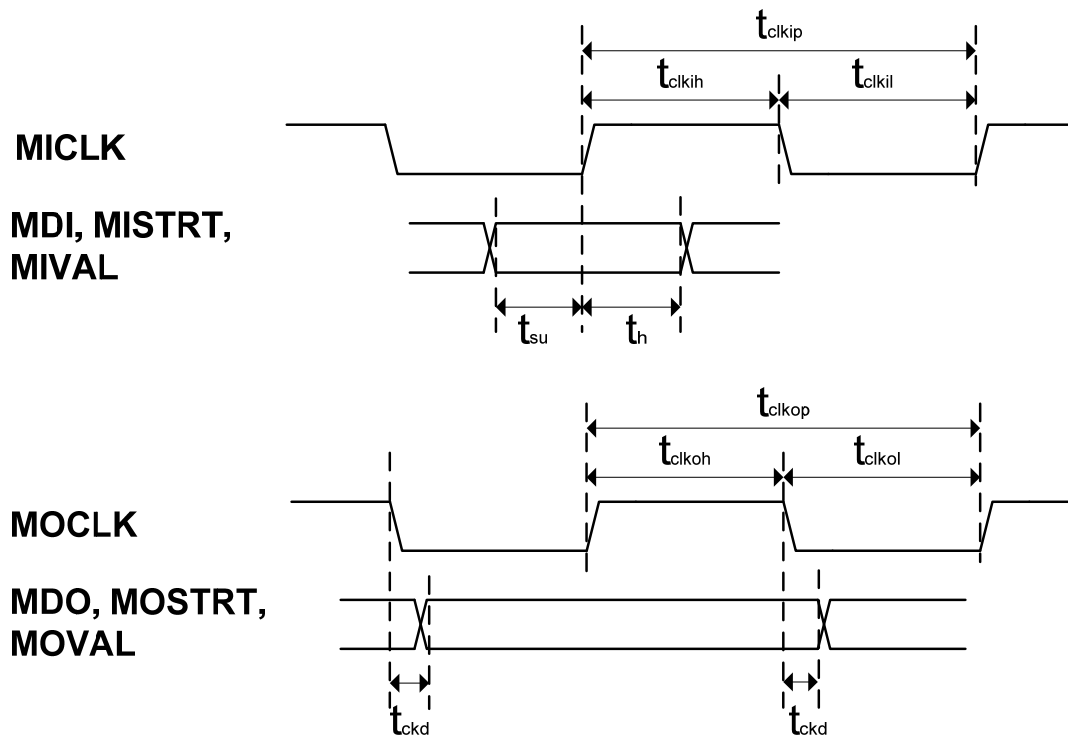 tclkip
tclkih tclkil
MICLK
MDI, MISTRT,
MIVAL
tsu th
tclkop
tclkoh tclkol
MOCLK
MDO, MOSTRT,
MOVAL
tckd tckd